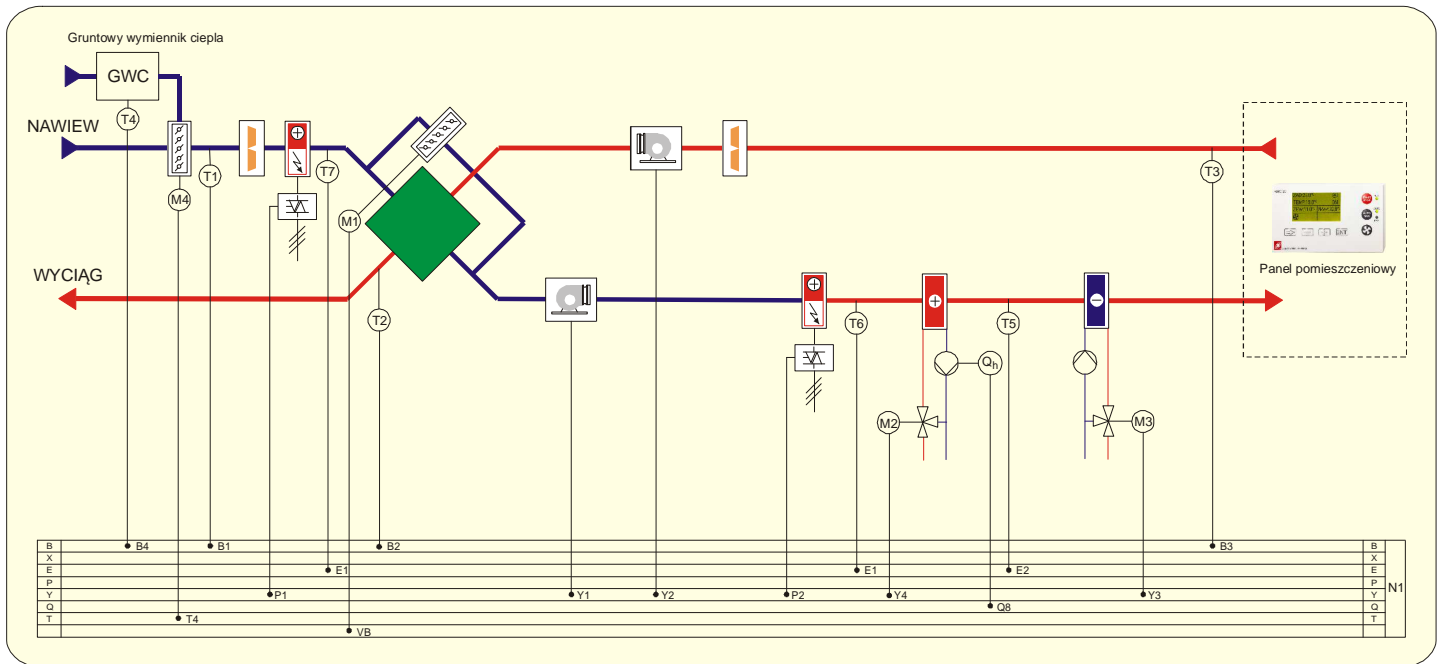 Gruntowy wymiennik ciepla
GWC
T4
NAWIEW
M4
T1
T7
M1
T3
Panel pomieszczeniowy
WYCIĄG
T2
T6
T5
Qh
M2
M3
B
B4
B1
B2
B3
B
X
X
E
E1
E1
E2
E
P
P
N1
Y
P1
Y1
Y2
P2
Y4
Y3
Y
Q
Q8
Q
T
T4
T
VB